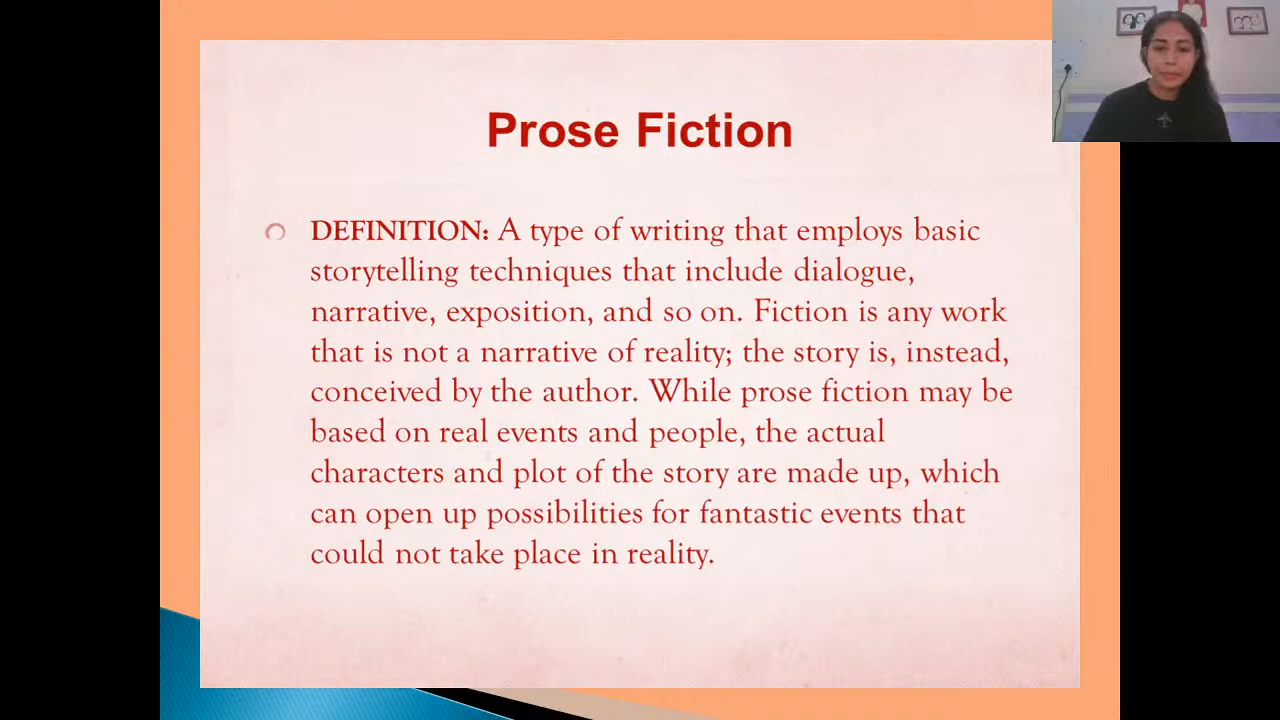 Prose Fiction
DEFINITION: A type of writing that employs basic
storytelling techniques that include dialogue,
narrative, exposition, and so on. Fiction is any work
that is not a narrative of reality; the story is, instead,
conceived by the author. While prose fiction may be
based on real events and people, the actual
characters and plot of the story are made up, which
can open up possibilities for fantastic events that
could not take place in reality.